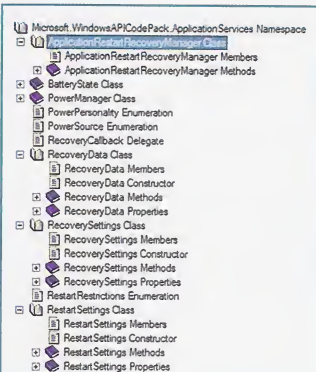 Microsoft.WindowsAPICodePack.ApplicationServices Namespace
ApplicationRestartRecoveryManager Class
ApplicationRestartRecoveryManager Members
ApplicationRestartRecoveryManager Methods
BatteryState Class
PowerManager Class
PowerPersonality Enumeration
PowerSource Enumeration
RecoveryCallback Delegate
RecoveryData Class
RecoveryData Members
RecoveryData Constructor
RecoveryData Methods
RecoveryData Properties
RecoverySettings Class
RecoverySettings Members
RecoverySettings Constructor
RecoverySettings Methods
RecoverySettings Properties
RestartRestrictions Enumeration
RestartSettings Class
RestartSettings Members
RestartSettings Constructor
RestartSettings Methods
RestartSettings Properties